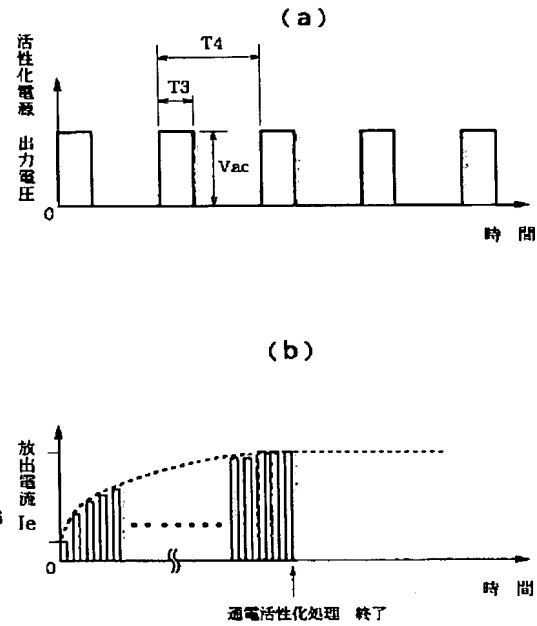 (a)
活性化電源 出力電圧
T4
T3
Vac
0
時 間
(b)
放出電流
Ie
0
時 間
通電活性化処理 終了